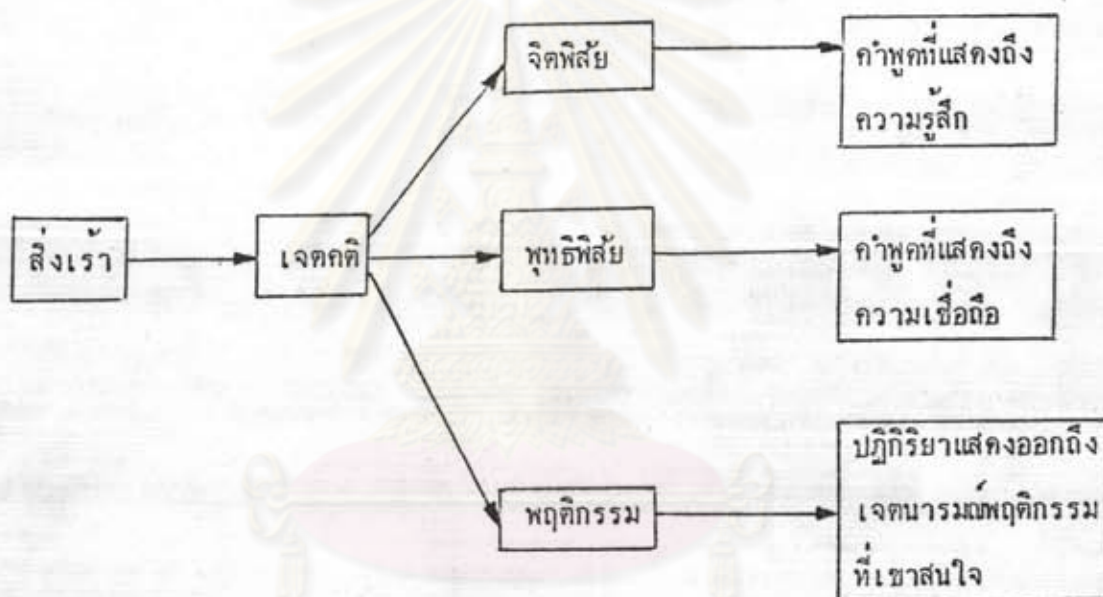 จิตพิสัย
คำพูดที่แสดงถึง
ความรู้สึก
สิ่งเร้า
เจตคติ
พุทธิพิสัย
คำพูดที่แสดงถึง
ความเชื่อถือ
พฤติกรรม
ปฏิกิริยาแสดงออกถึง
เจตนารมณ์พฤติกรรม
ที่เขาสนใจ